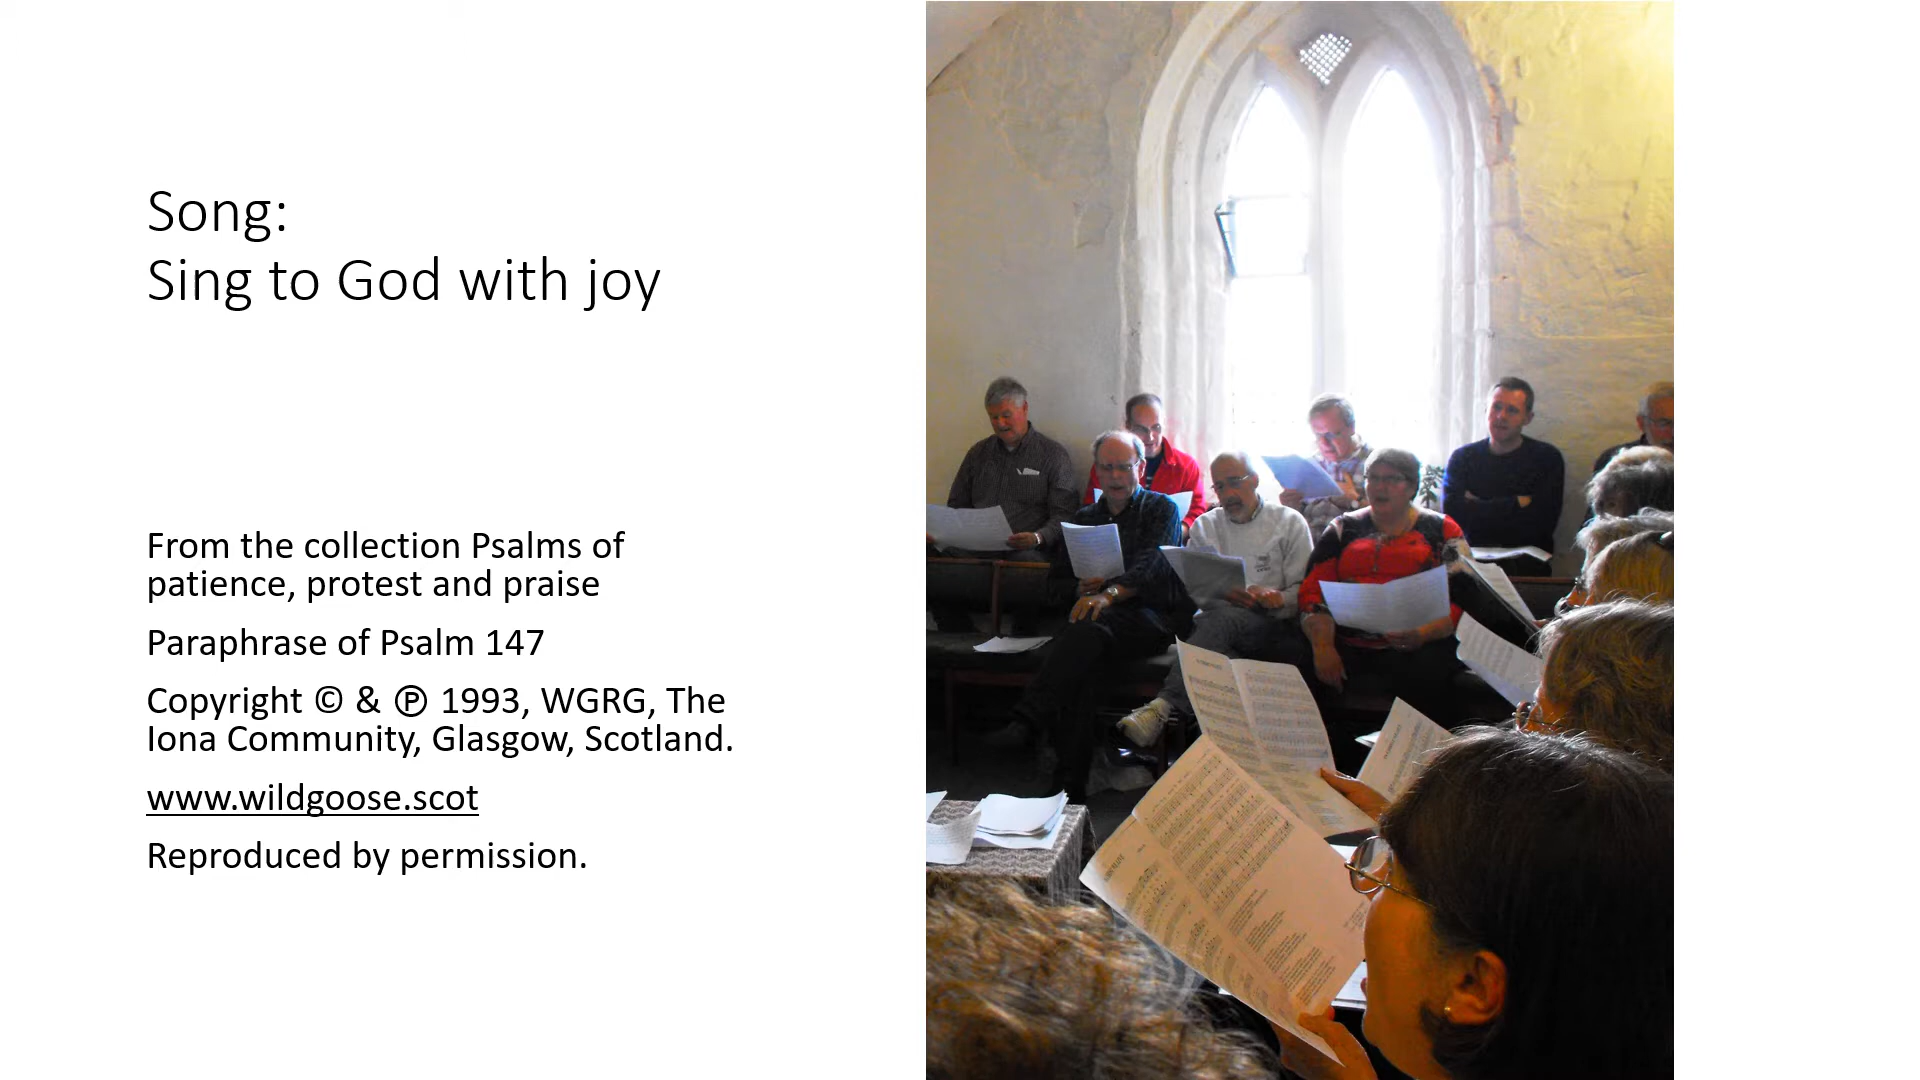 Song:
Sing to God with joy
From the collection Psalms of
patience, protest and praise
Paraphrase of Psalm 147
Copyright © & ℗ 1993, WGRG, The
Iona Community, Glasgow, Scotland.
www.wildgoose.scot
Reproduced by permission.